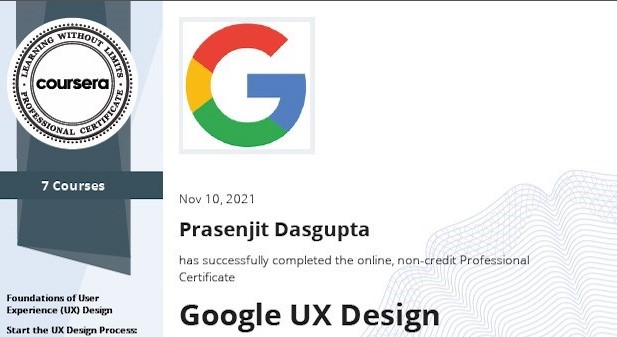 LEARNING WITHOUT LIMITS
coursera
PROFESSIONAL CERTIFICATE
7 Courses
Foundations of User
Experience (UX) Design
Start the UX Design Process:
Nov 10, 2021
Prasenjit Dasgupta
has successfully completed the online, non-credit Professional
Certificate
Google UX Design